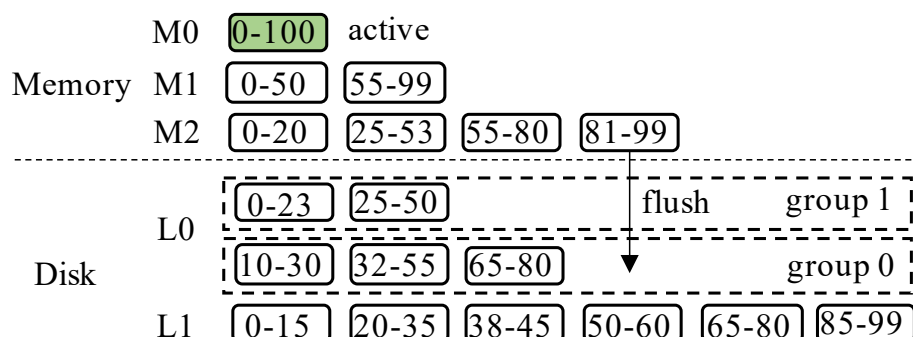 M0 0-100 active
Memory M1 0-50 55-99
M2 0-20 25-53 55-80 81-99
0-23 25-50 flush group 1
L0
10-30 32-55 65-80 group 0
Disk
L1 0-15 20-35 38-45 50-60 65-80 85-99